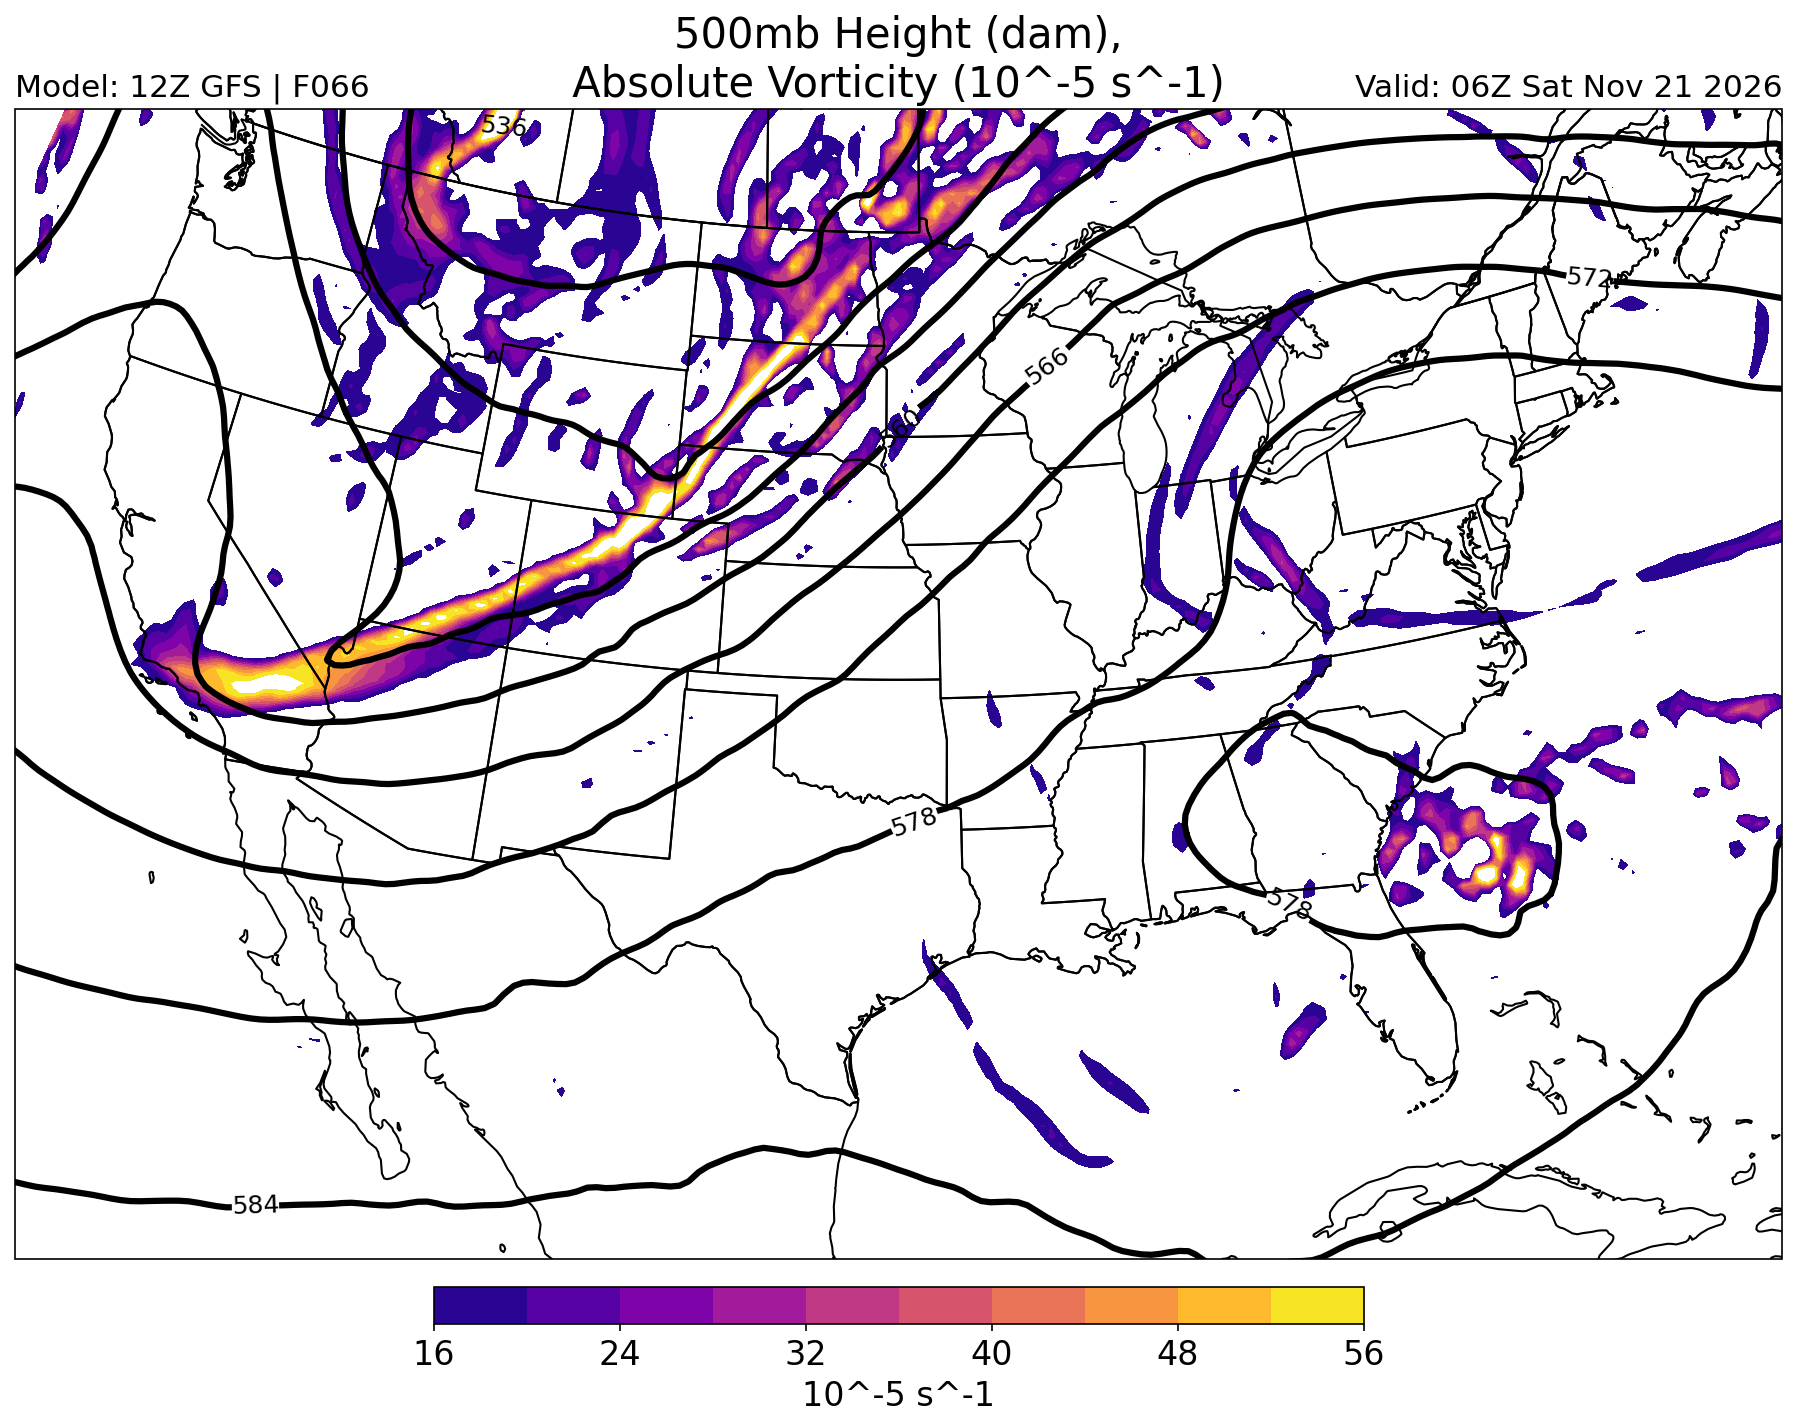 500mb Height (dam),
Model: 12Z GFS | F066
Absolute Vorticity (10^-5 s^-1)
Valid: 06Z Sat Nov 21 2026
536
572
566
560
578
578
584
16 24 32 40 48 56
10^-5 s^-1